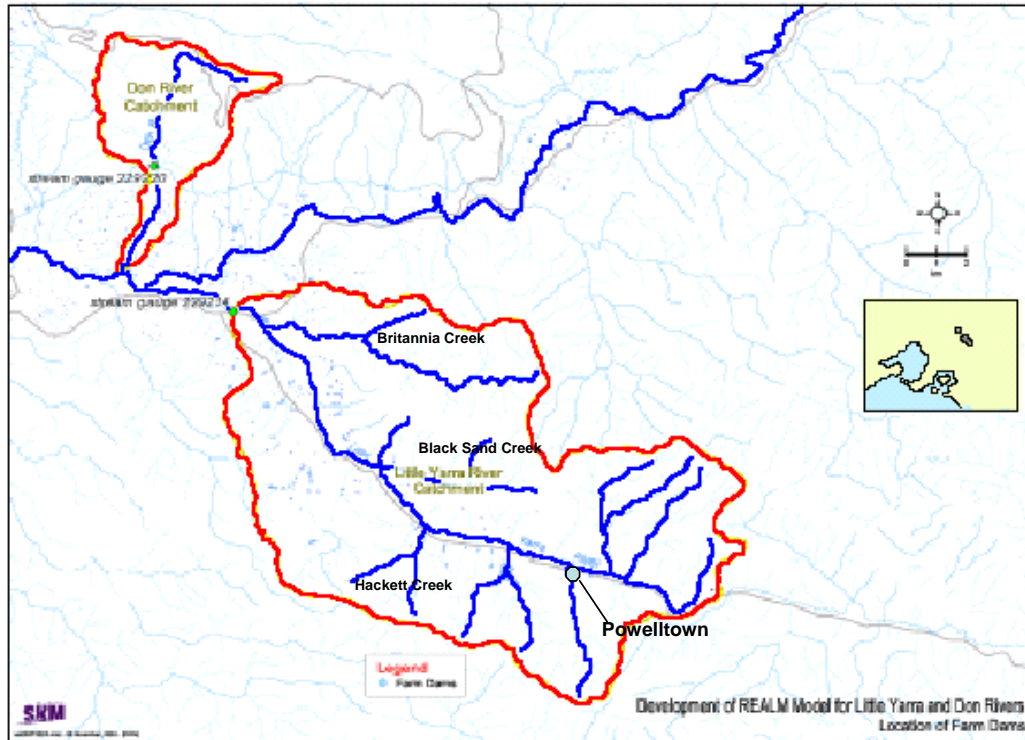 Don River
Catchment
stream gauge 229220
stream gauge 229214
Britannia Creek
Black Sand Creek
Little Yarra River
Catchment
Hackett Creek
Powelltown
km
Legend
Farm Dams
SKM
Development of REALM Model for Little Yarra and Don Rivers
Location of Farm Dams